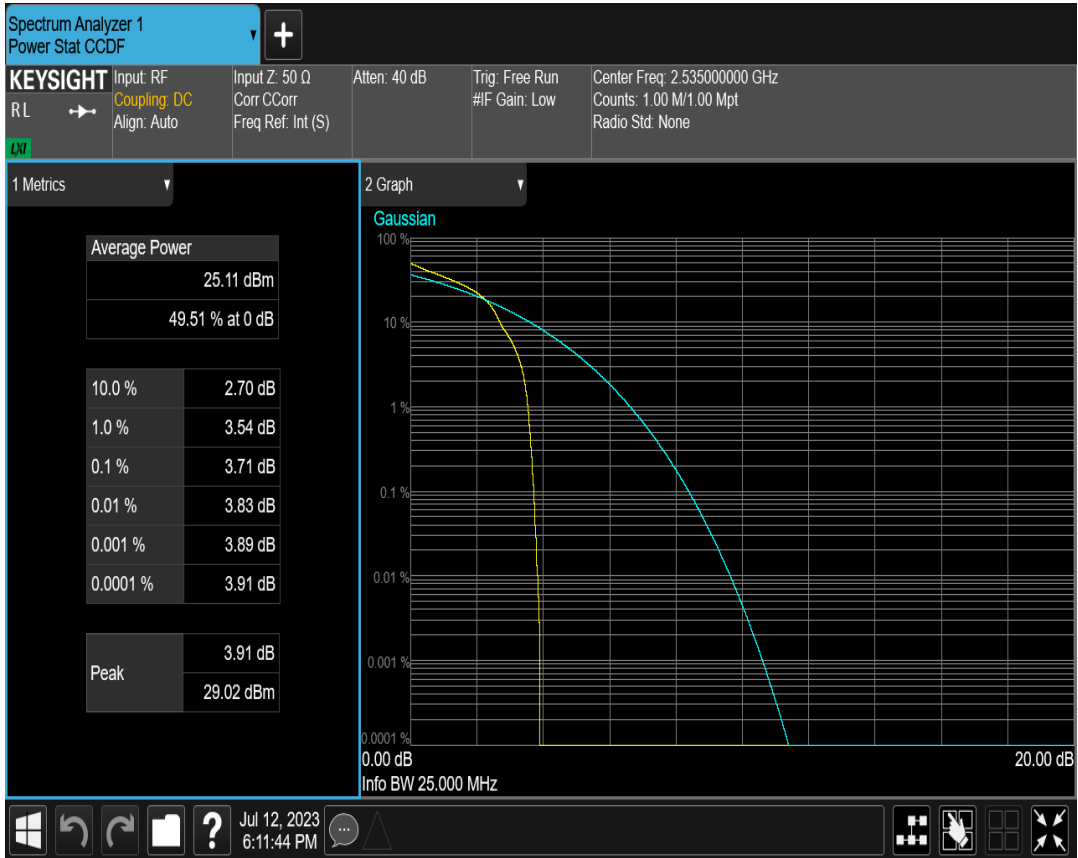 Spectrum Analyzer 1
Power Stat CCDF
KEYSIGHT
RL
LXI
Input: RF
Coupling: DC
Align: Auto
Input Z: 50 Ω
Corr CCorr
Freq Ref: Int (S)
Atten: 40 dB
Trig: Free Run
#IF Gain: Low
Center Freq: 2.535000000 GHz
Counts: 1.00 M/1.00 Mpt
Radio Std: None
1 Metrics
Average Power
25.11 dBm
49.51 % at 0 dB
10.0 % 2.70 dB
1.0 % 3.54 dB
0.1 % 3.71 dB
0.01 % 3.83 dB
0.001 % 3.89 dB
0.0001 % 3.91 dB
Peak
3.91 dB
29.02 dBm
2 Graph
Gaussian
100 %
10 %
1 %
0.1 %
0.01 %
0.001 %
0.0001 %
0.00 dB
20.00 dB
Info BW 25.000 MHz
?
Jul 12, 2023
6:11:44 PM